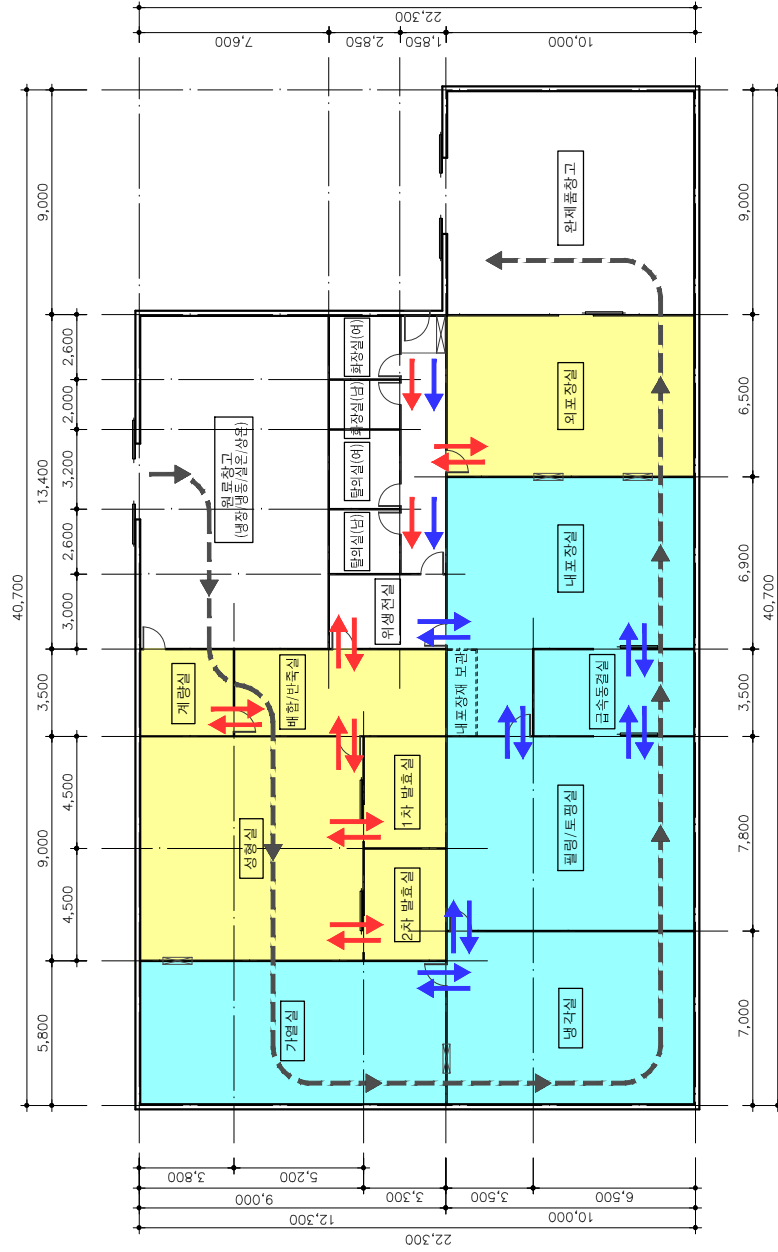 22,300
7,600
2,850
1,850
10,000
40,700
9,000
13,400
9,000
5,800
2,600
2,000
3,200
2,600
3,000
3,500
4,500
4,500
원료창고
(냉장/냉동/실온/상온)
화장실(여)
화장실(남)
탈의실(여)
탈의실(남)
위생전실
완제품창고
외포장실
내포장실
내포장재 보관
급속동결실
계량실
배합/반죽실
성형실
1차 발효실
2차 발효실
필링/토핑실
가열실
냉각실
9,000
6,500
6,900
3,500
7,800
7,000
40,700
3,800
5,200
9,000
3,300
3,500
6,500
12,300
10,000
22,300